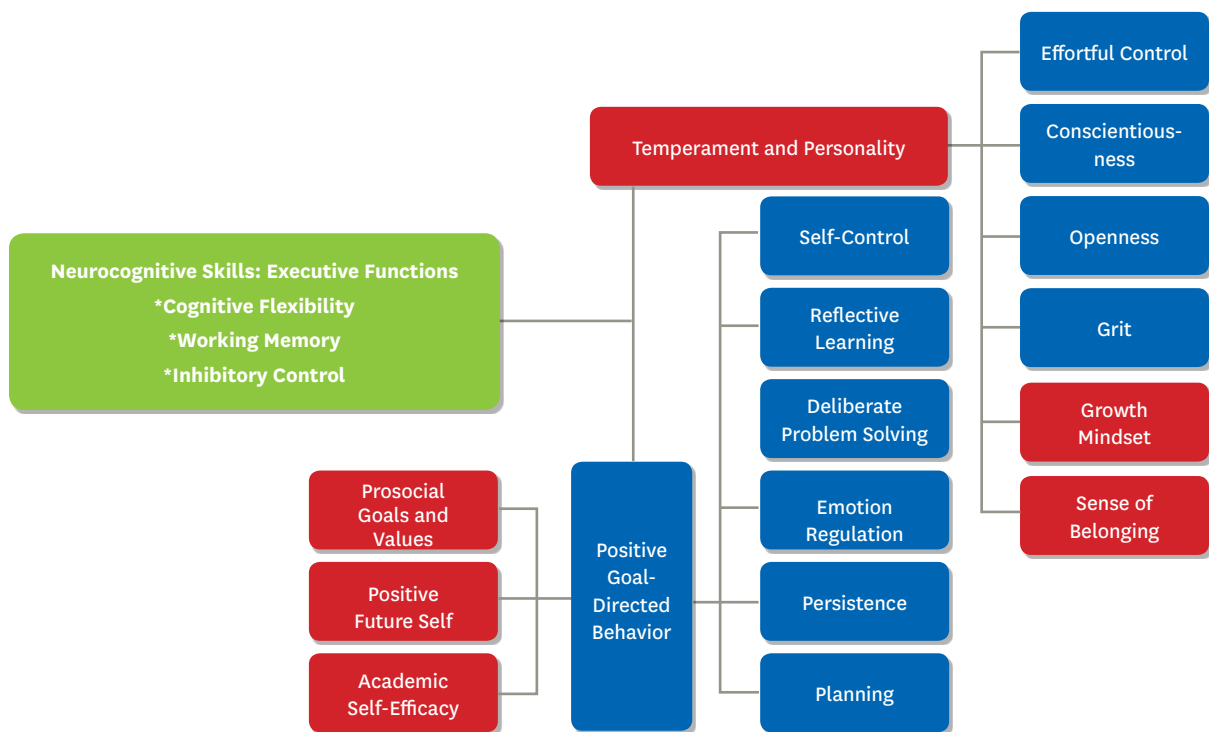 Neurocognitive Skills: Executive Functions
*Cognitive Flexibility
*Working Memory
*Inhibitory Control
Temperament and Personality
Effortful Control
Conscientious-
ness
Openness
Grit
Growth
Mindset
Sense of
Belonging
Positive
Goal-
Directed
Behavior
Self-Control
Reflective
Learning
Deliberate
Problem Solving
Emotion
Regulation
Persistence
Planning
Prosocial
Goals and
Values
Positive
Future Self
Academic
Self-Efficacy